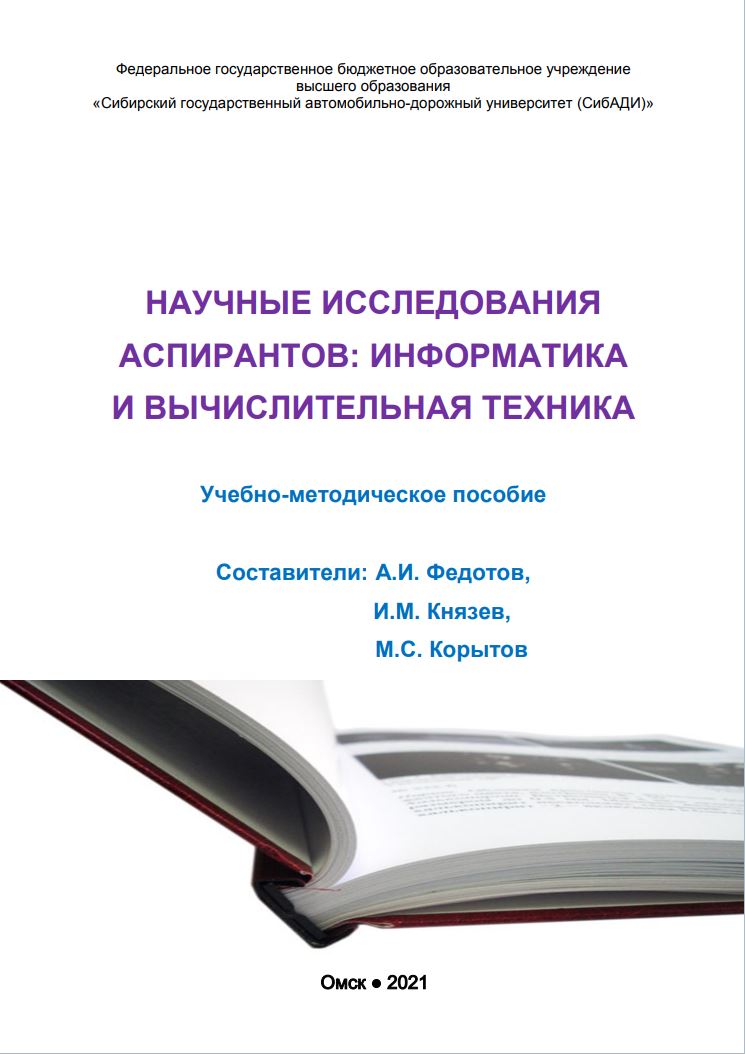 Федеральное государственное бюджетное образовательное учреждение
высшего образования
«Сибирский государственный автомобильно-дорожный университет (СибАДИ)»
НАУЧНЫЕ ИССЛЕДОВАНИЯ
АСПИРАНТОВ: ИНФОРМАТИКА
И ВЫЧИСЛИТЕЛЬНАЯ ТЕХНИКА
Учебно-методическое пособие
Составители: А.И. Федотов,
И.М. Князев,
М.С. Корытов
Омск ● 2021